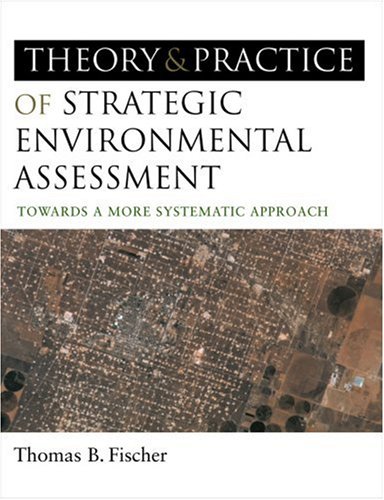 THEORY & PRACTICE
OF STRATEGIC
ENVIRONMENTAL
ASSESSMENT
TOWARDS A MORE SYSTEMATIC APPROACH
Thomas B. Fischer